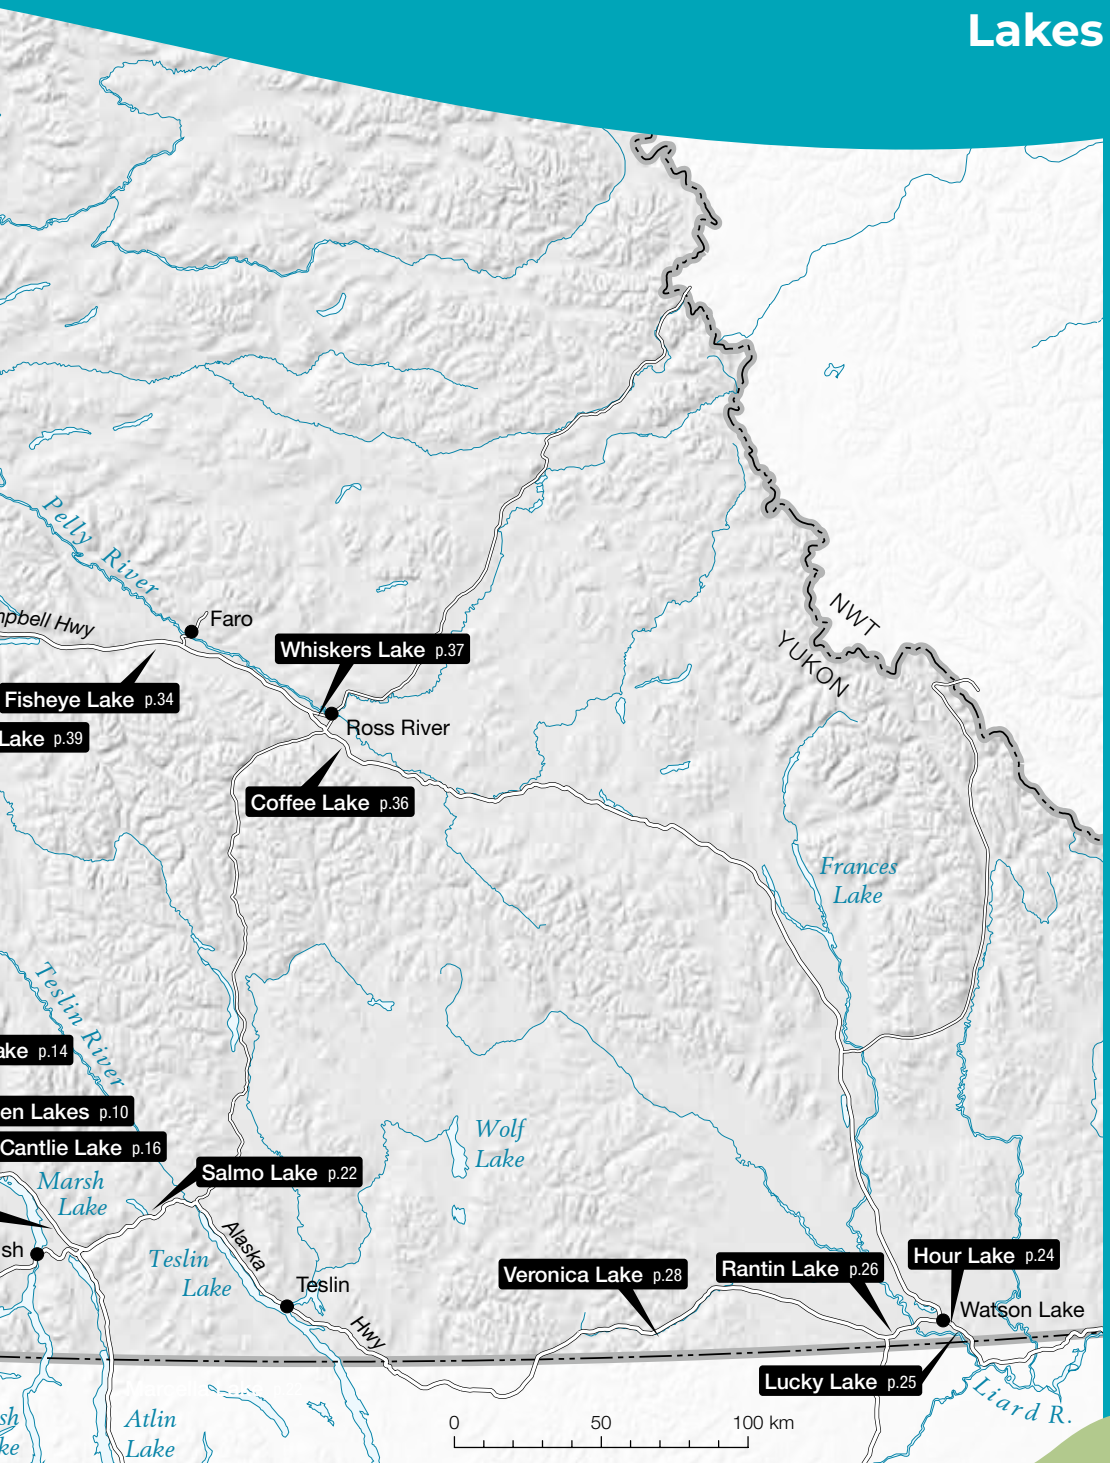 Lakes
Pelly River
mpbell Hwy
Faro
Whiskers Lake p.37
Fisheye Lake p.34
Ross River
Lake p.39
Coffee Lake p.36
NWT
YUKON
Frances
Lake
Teslin River
ake p.14
en Lakes p.10
Cantlie Lake p.16
Wolf
Lake
Marsh
Lake
Salmo Lake p.22
sh
Alaska
Teslin
Lake
Teslin
Hwy
Veronica Lake p.28
Rantin Lake p.26
Hour Lake p.24
Watson Lake
Lucky Lake p.25
Liard R.
sh
ke
Atlin
Lake
0 50 100 km